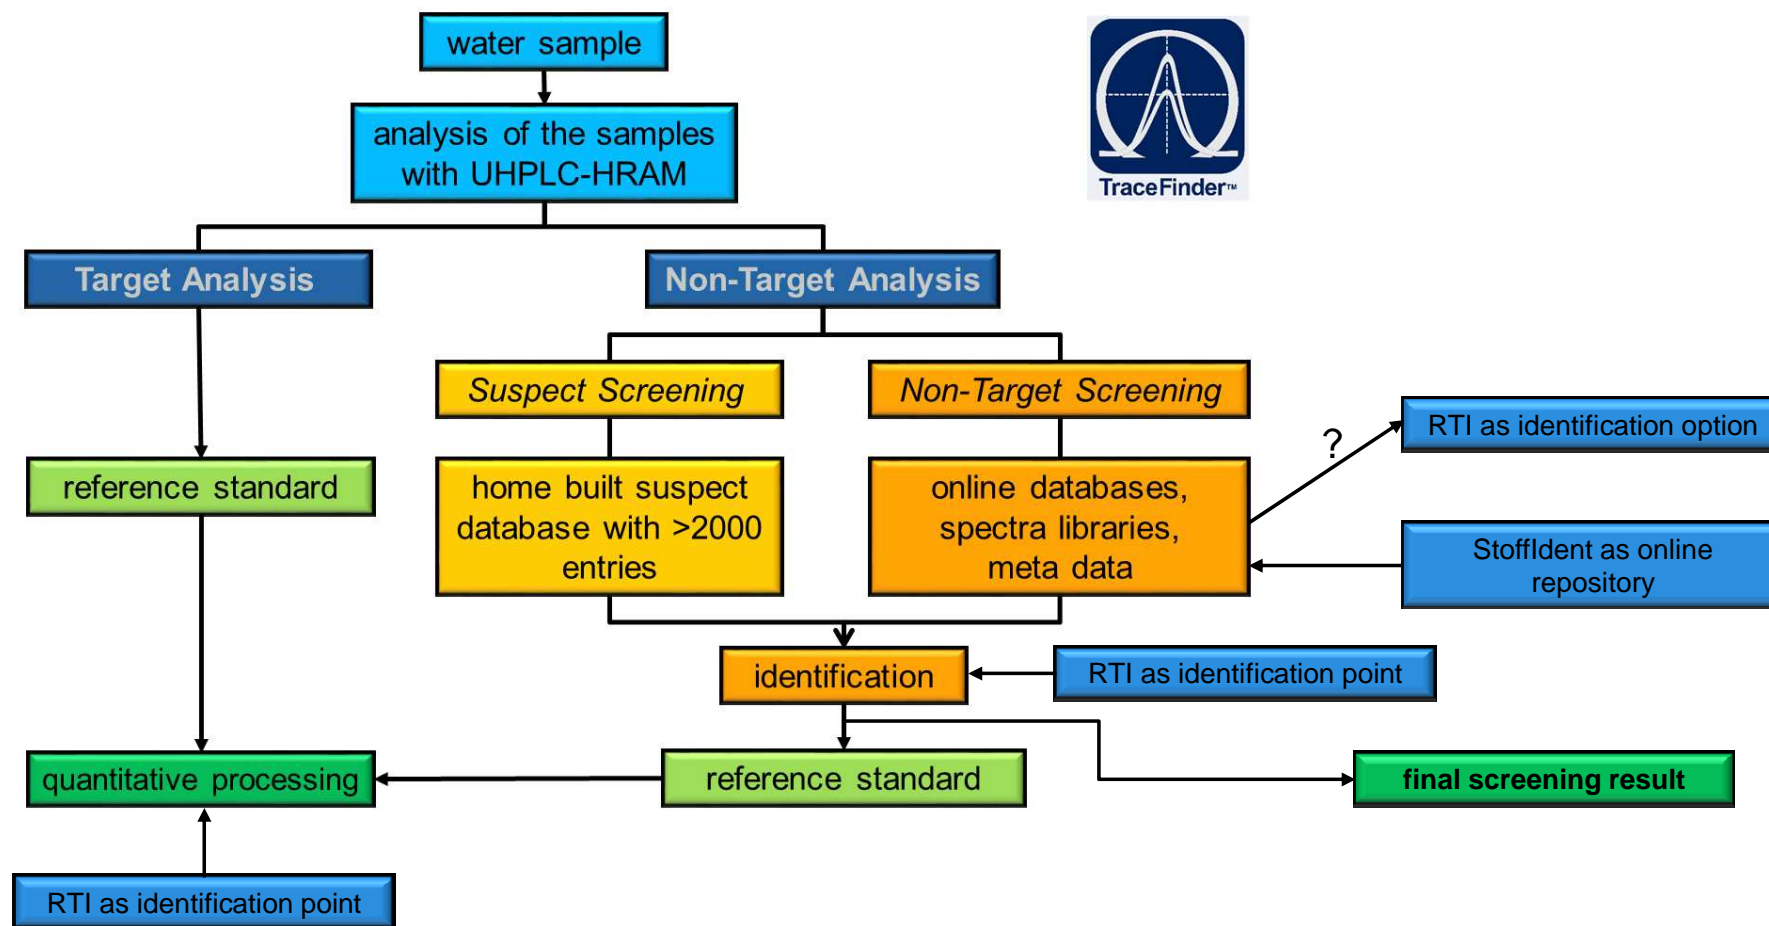 water sample
analysis of the samples
with UHPLC-HRAM
TraceFinder™
Target Analysis
Non-Target Analysis
Suspect Screening
Non-Target Screening
?
RTI as identification option
reference standard
home built suspect
database with >2000
entries
online databases,
spectra libraries,
meta data
StoffIdent as online
repository
identification
RTI as identification point
quantitative processing
reference standard
final screening result
RTI as identification point